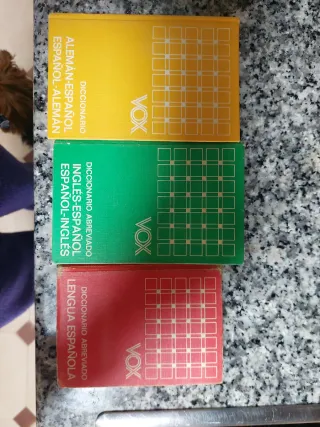 DICCIONARIO
ALEMÁN-ESPAÑOL
ESPAÑOL-ALEMÁN
VOX
DICCIONARIO ABREVIADO
INGLÉS-ESPAÑOL
ESPAÑOL-INGLÉS
VOX
DICCIONARIO ABREVIADO
LENGUA ESPAÑOLA
VOX